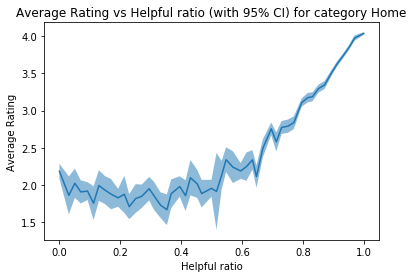 Average Rating vs Helpful ratio (with 95% CI) for category Home
4.0
3.5
3.0
2.5
2.0
1.5
Average Rating
0.0 0.2 0.4 0.6 0.8 1.0
Helpful ratio